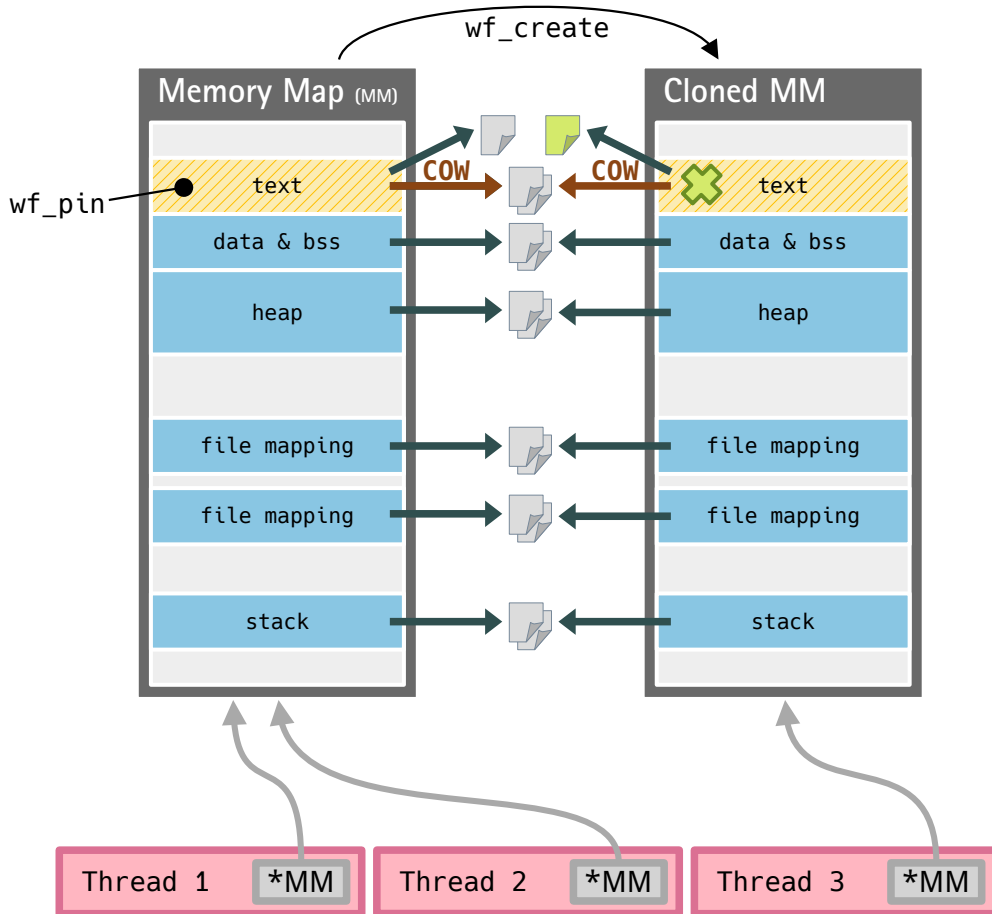 wf_create
Memory Map (MM)
Cloned MM
COW
COW
text
text
wf_pin
data & bss
data & bss
heap
heap
file mapping
file mapping
file mapping
file mapping
stack
stack
Thread 1 *MM
Thread 2 *MM
Thread 3 *MM